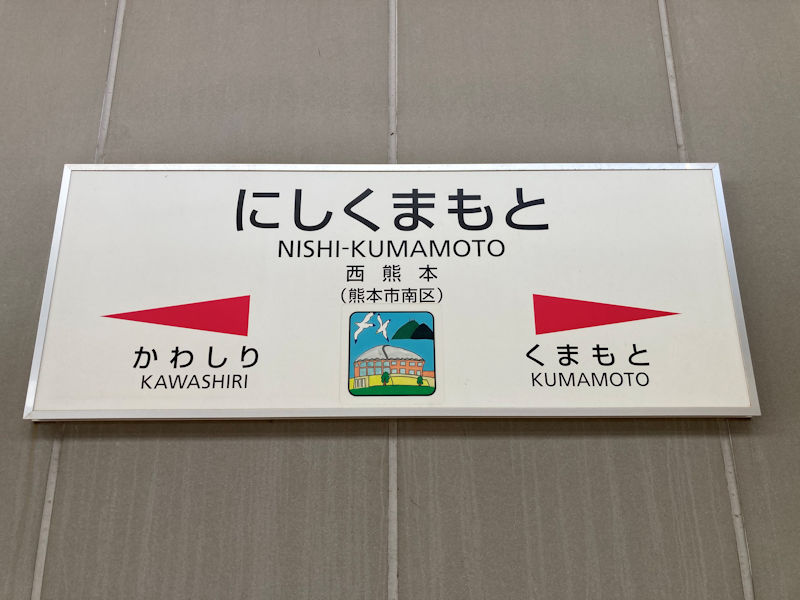 にしくまもと
NISHI-KUMAMOTO
西熊本
(熊本市南区)
かわしり
KAWASHIRI
くまもと
KUMAMOTO